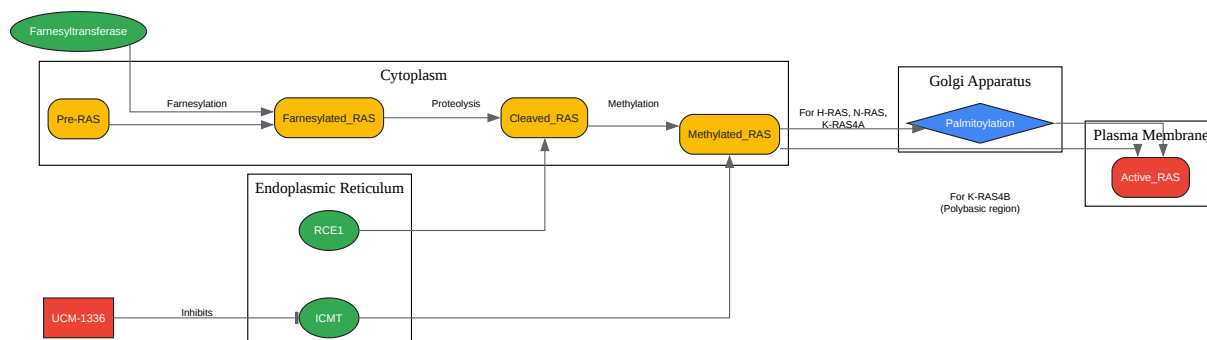 Farnesyltransferase
Cytoplasm
Golgi Apparatus
Pre-RAS
Farnesylation
Farnesylated_RAS
Proteolysis
Cleaved_RAS
Methylation
Methylated_RAS
For H-RAS, N-RAS,
K-RAS4A
Palmitoylation
Plasma Membrane
Active_RAS
Endoplasmic Reticulum
For K-RAS4B
(Polybasic region)
RCE1
UCM-1336
Inhibits
ICMT